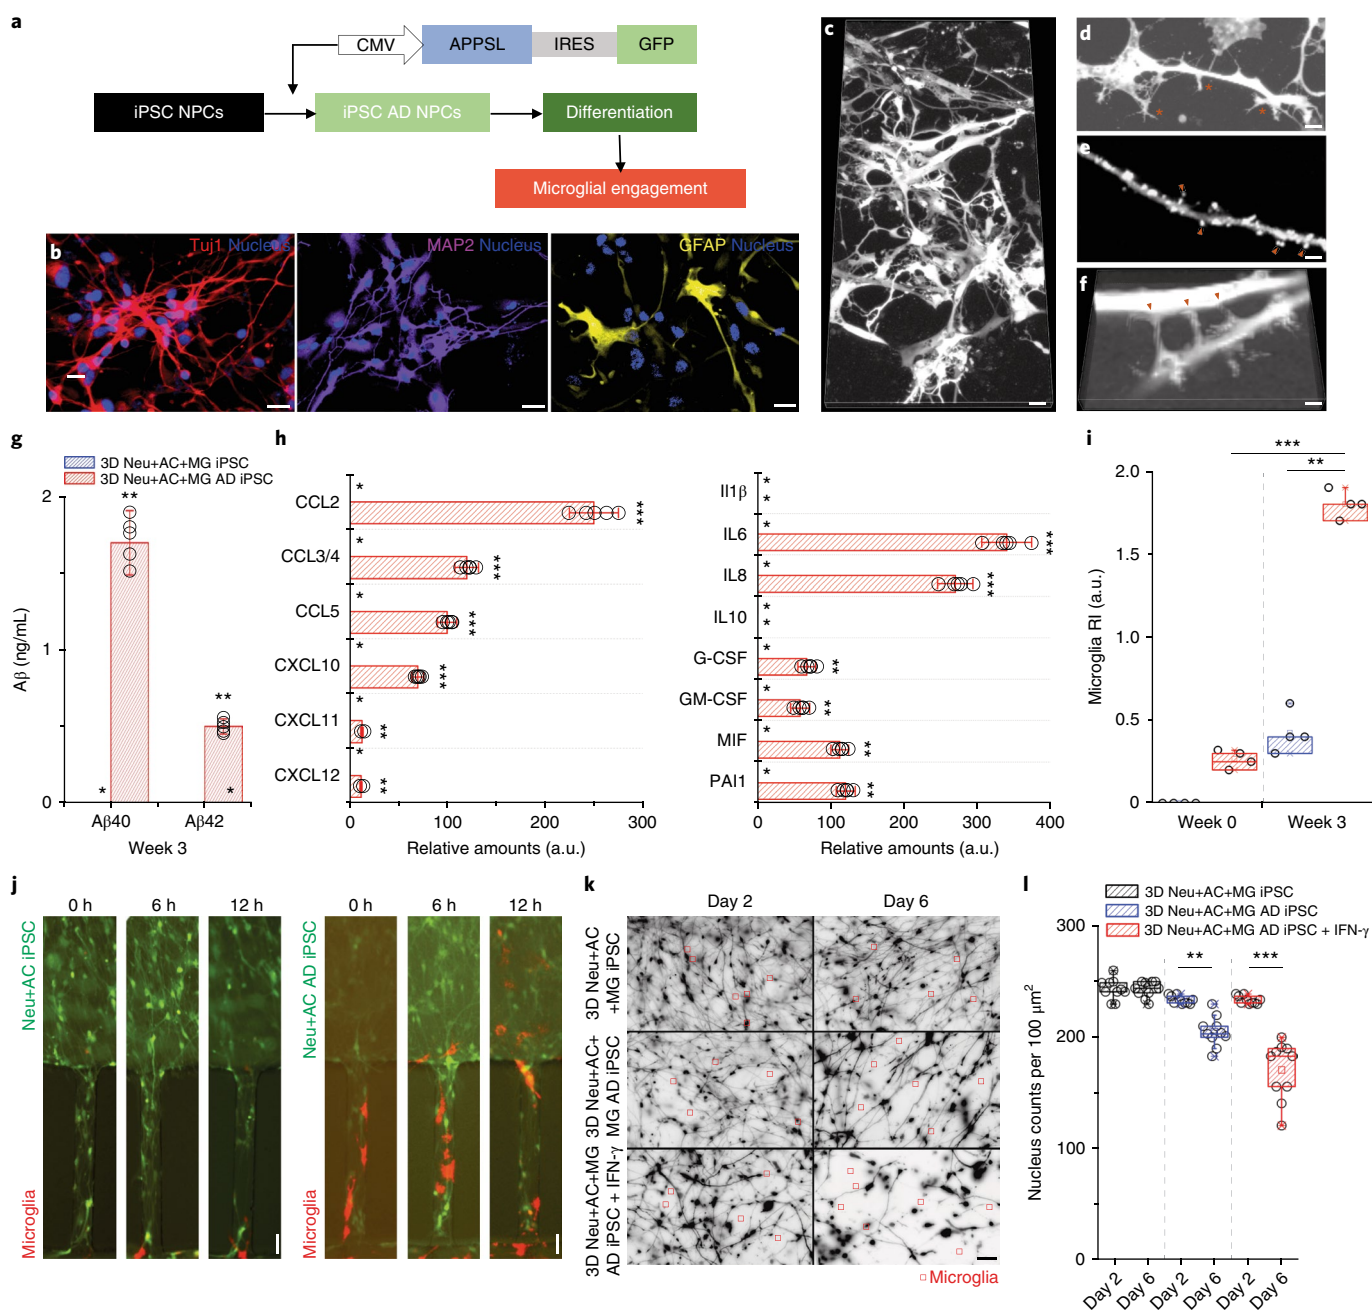 a
CMV
APPSL
IRES
GFP
iPSC NPCs
iPSC AD NPCs
Differentiation
Microglial engagement
b
Tuj1 Nucleus
MAP2 Nucleus
GFAP Nucleus
c
d
* * *
e
f
g
3D Neu+AC+MG iPSC
3D Neu+AC+MG AD iPSC
Aβ (ng/mL)
2
1
0
**
**
*
*
Aβ40
Aβ42
Week 3
h
CCL2
* ***
CCL3/4
* ***
CCL5
* ***
CXCL10
* ***
CXCL11
* **
CXCL12
* **
0 100 200 300
Relative amounts (a.u.)
Il1β
* *
IL6
* ***
IL8
* ***
IL10
* *
G-CSF
* **
GM-CSF
* **
MIF
* **
PAI1
* **
0 100 200 300 400
Relative amounts (a.u.)
i
***
**
Microglia RI (a.u.)
2.0
1.5
1.0
0.5
0
Week 0
Week 3
j
0 h
6 h
12 h
Neu+AC iPSC
Microglia
0 h
6 h
12 h
Neu+AC AD iPSC
Microglia
k
Day 2
Day 6
3D Neu+AC
+MG iPSC
3D Neu+AC+
MG AD iPSC
3D Neu+AC+MG
AD iPSC + IFN-γ
Microglia
l
3D Neu+AC+MG iPSC
3D Neu+AC+MG AD iPSC
3D Neu+AC+MG AD iPSC + IFN-γ
Nucleus counts per 100 μm²
300
200
100
0
**
***
Day 2
Day 6
Day 2
Day 6
Day 2
Day 6